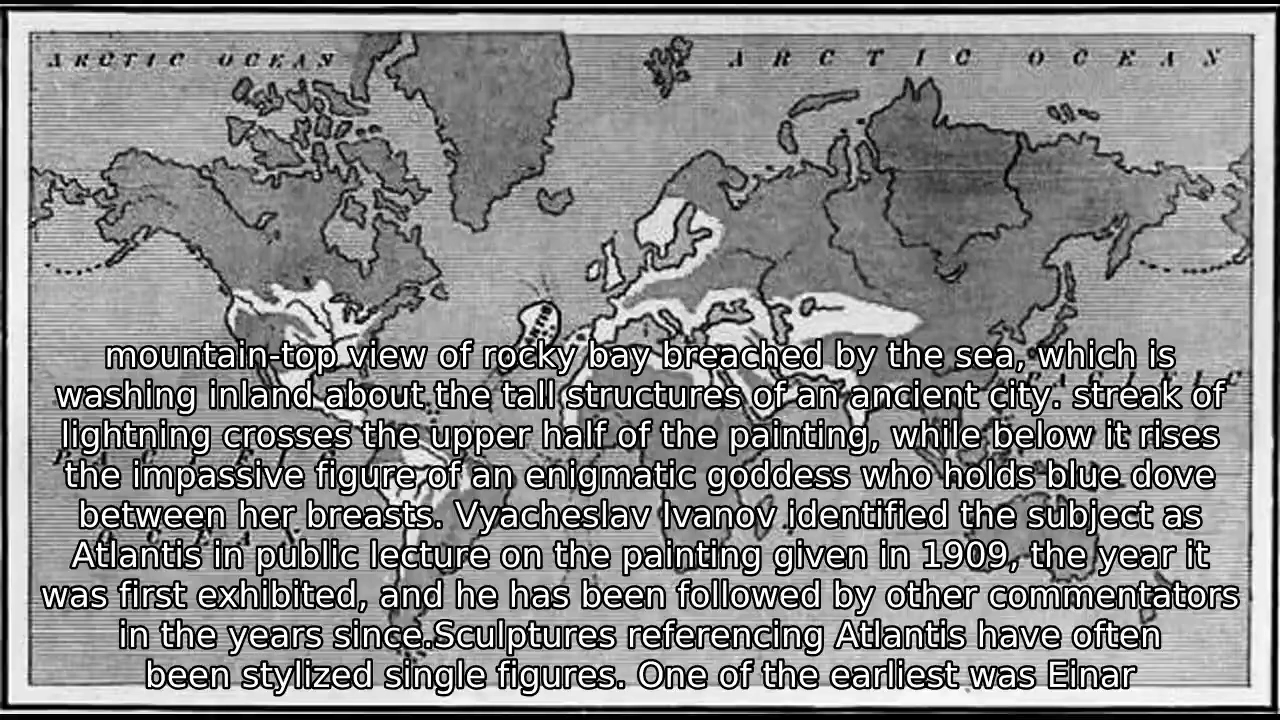 ARCTIC OCEAN
ARCTIC OCEAN
mountain-top view of rocky bay breached by the sea, which is
washing inland about the tall structures of an ancient city. streak of
lightning crosses the upper half of the painting, while below it rises
the impassive figure of an enigmatic goddess who holds blue dove
between her breasts. Vyacheslav Ivanov identified the subject as
Atlantis in public lecture on the painting given in 1909, the year it
was first exhibited, and he has been followed by other commentators
in the years since.Sculptures referencing Atlantis have often
been stylized single figures. One of the earliest was Einar